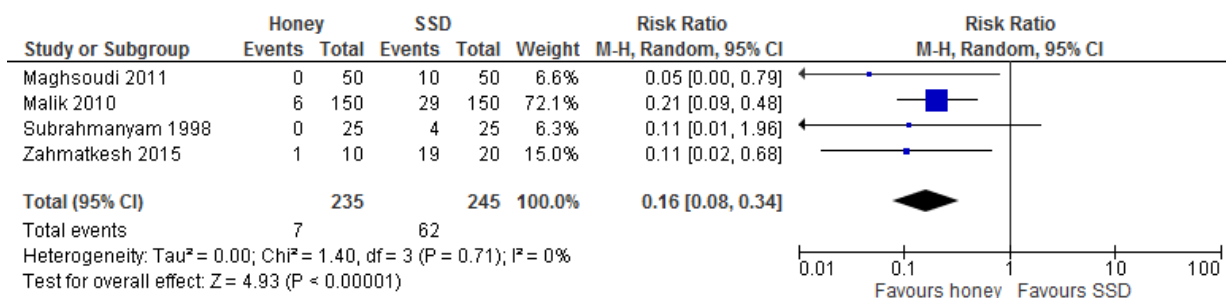 Honey SSD Risk Ratio Risk Ratio
Study or Subgroup Events Total Events Total Weight M-H, Random, 95% CI M-H, Random, 95% CI
Maghsoudi 2011 0 50 10 50 6.6% 0.05 [0.00, 0.79]
Malik 2010 6 150 29 150 72.1% 0.21 [0.09, 0.48]
Subrahmanyam 1998 0 25 4 25 6.3% 0.11 [0.01, 1.96]
Zahmatkesh 2015 1 10 19 20 15.0% 0.11 [0.02, 0.68]
Total (95% CI) 235 245 100.0% 0.16 [0.08, 0.34]
Total events 7 62
Heterogeneity: Tau² = 0.00; Chi² = 1.40, df = 3 (P = 0.71); I² = 0%
Test for overall effect: Z = 4.93 (P < 0.00001)
0.01 0.1 1 10 100
Favours honey Favours SSD